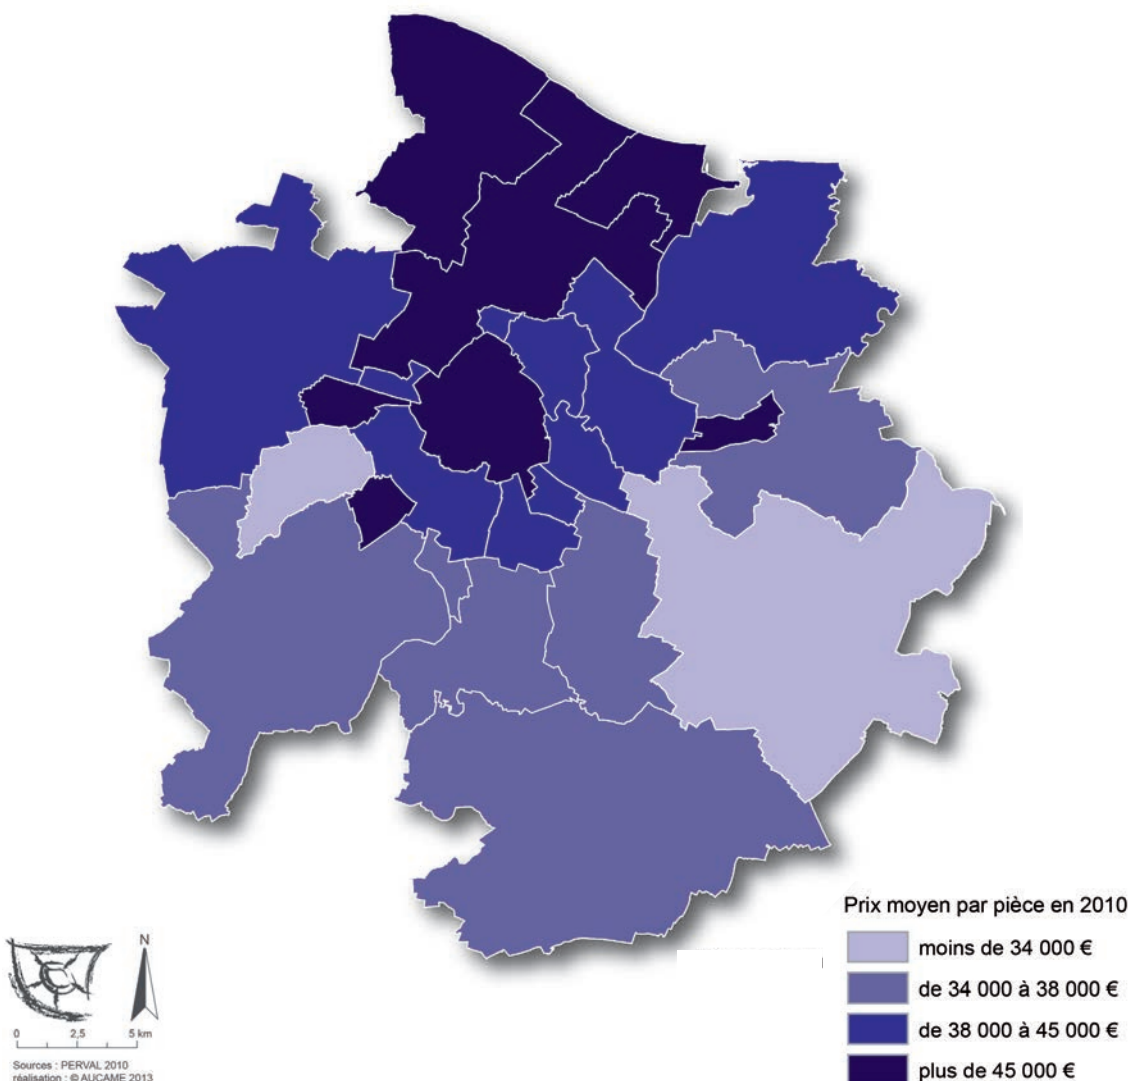 Prix moyen par pièce en 2010
moins de 34 000 €
de 34 000 à 38 000 €
de 38 000 à 45 000 €
plus de 45 000 €
N
0 2,5 5 km
Sources : PERVAL 2010
réalisation : © AUCAME 2013